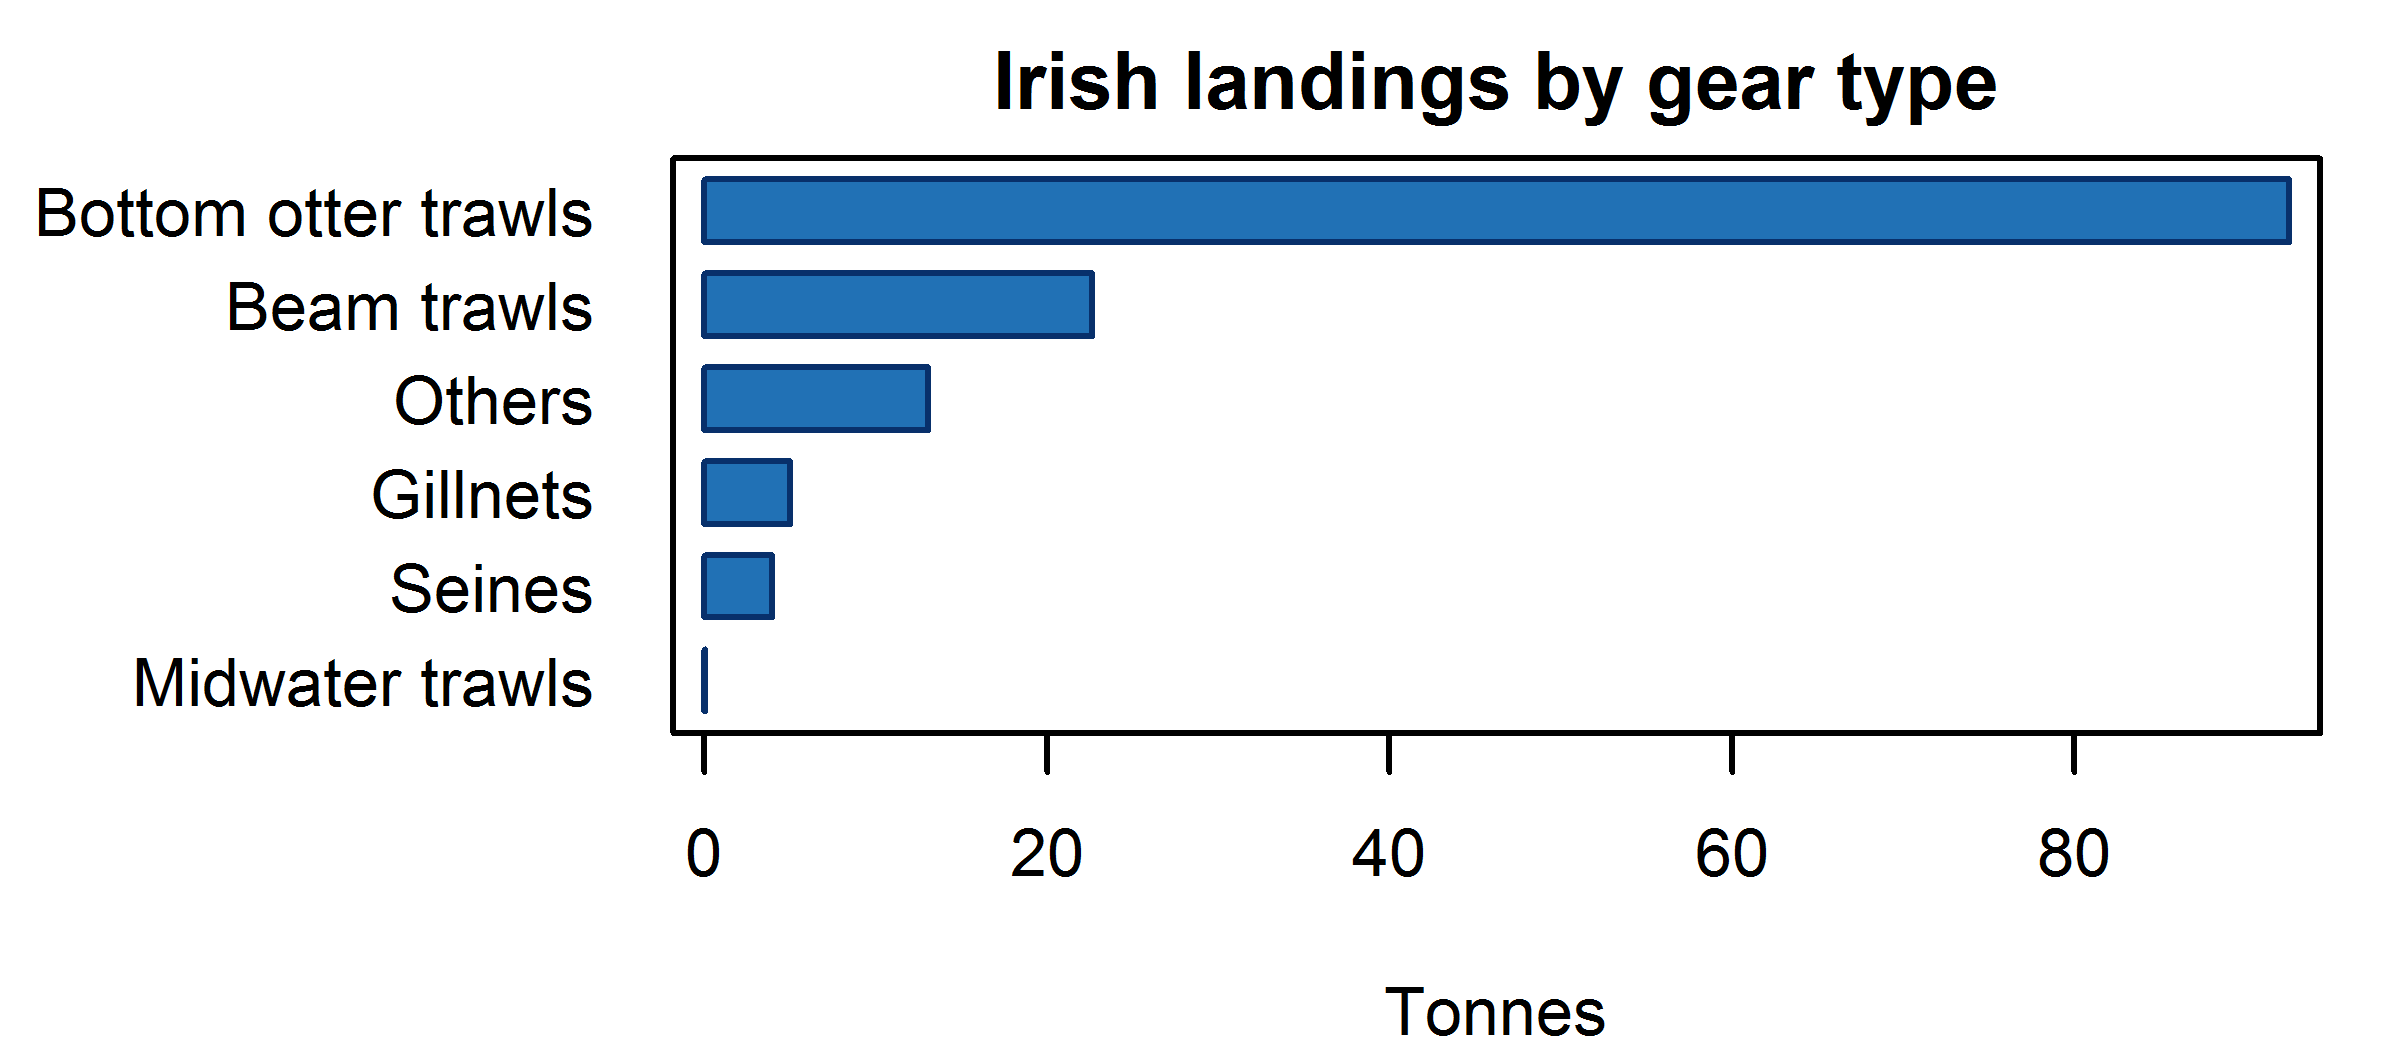 Irish landings by gear type
Bottom otter trawls
Beam trawls
Others
Gillnets
Seines
Midwater trawls
0 20 40 60 80
Tonnes